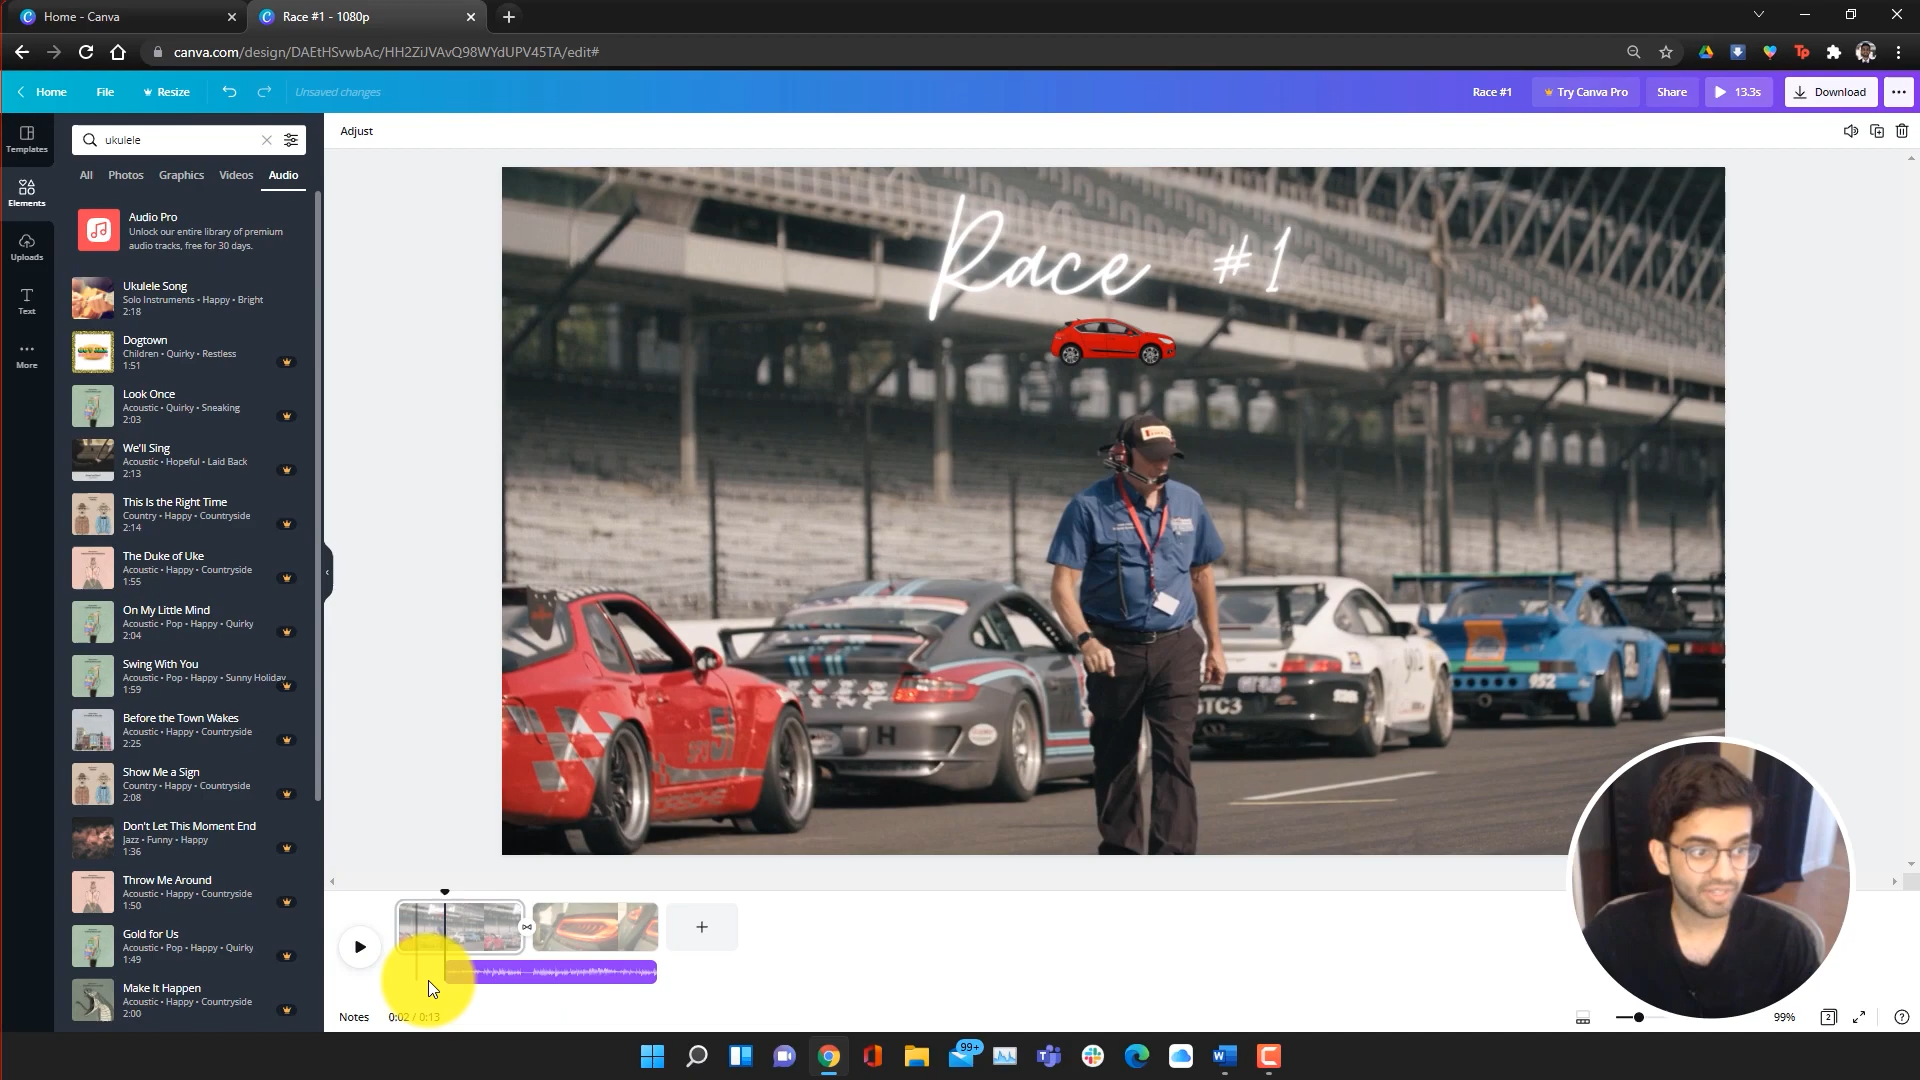 Home - Canva
Race #1 - 1080p
canva.com/design/DAEtHSvwbAc/HH2ZiJVAvQ98WYdUPV45TA/edit#
Home File Resize Unsaved changes Race #1 Try Canva Pro Share 13.3s Download
Templates
Elements
Uploads
Text
More
ukulele
All Photos Graphics Videos Audio
Audio Pro
Unlock our entire library of premium
audio tracks, free for 30 days.
Ukulele Song
Solo Instruments • Happy • Bright
2:18
Dogtown
Children • Quirky • Restless
1:51
Look Once
Acoustic • Quirky • Sneaking
2:03
We'll Sing
Acoustic • Hopeful • Laid Back
2:13
This Is the Right Time
Country • Happy • Countryside
2:14
The Duke of Uke
Acoustic • Happy • Countryside
1:55
On My Little Mind
Acoustic • Pop • Happy • Quirky
2:04
Swing With You
Acoustic • Pop • Happy • Sunny Holiday
1:59
Before the Town Wakes
Acoustic • Happy • Countryside
2:25
Show Me a Sign
Country • Happy • Countryside
2:08
Don't Let This Moment End
Jazz • Funny • Happy
1:36
Throw Me Around
Acoustic • Happy • Countryside
1:50
Gold for Us
Acoustic • Pop • Happy • Quirky
1:49
Make It Happen
Acoustic • Happy • Countryside
2:00
Adjust
Race #1
H
GTC3
952
Notes 0:02 / 0:13
99%
2
99+